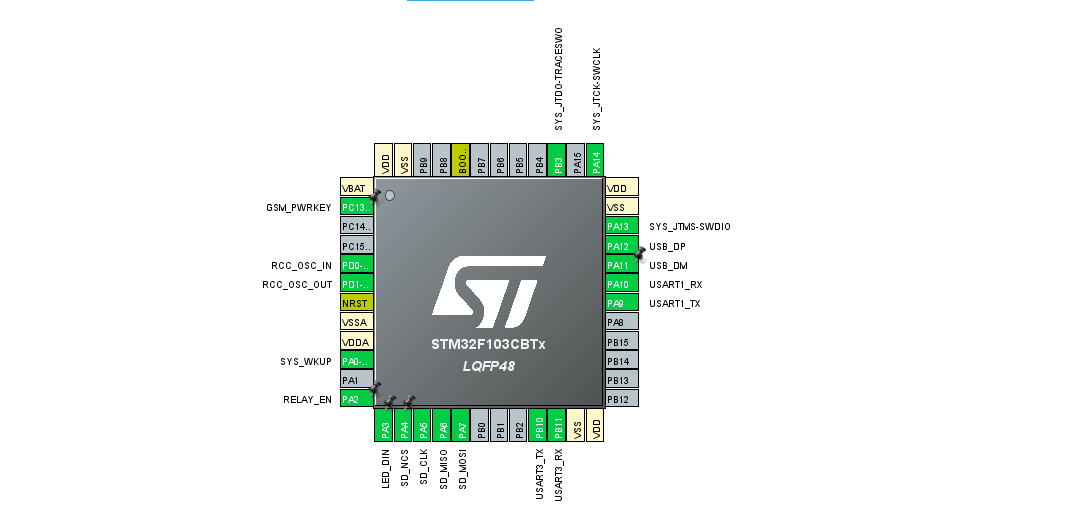 SYS_JTDO-TRACESWO
SYS_JTCK-SWCLK
VDD
VSS
PB9
PB8
BOO..
PB7
PB6
PB5
PB4
PB3
PA15
PA14
VBAT
GSM_PWRKEY
PC13..
PC14..
PC15..
RCC_OSC_IN
PD0-..
RCC_OSC_OUT
PD1-..
NRST
VSSA
VDDA
SYS_WKUP
PA0-..
PA1
RELAY_EN
PA2
ST
STM32F103CBTx
LQFP48
VDD
VSS
PA13
SYS_JTMS-SWDIO
PA12
USB_DP
PA11
USB_DM
PA10
USART1_RX
PA9
USART1_TX
PA8
PB15
PB14
PB13
PB12
PA3
PA4
PA5
PA6
PA7
PB0
PB1
PB2
PB10
PB11
VSS
VDD
LED_DIN
SD_NCS
SD_CLK
SD_MISO
SD_MOSI
USART3_TX
USART3_RX